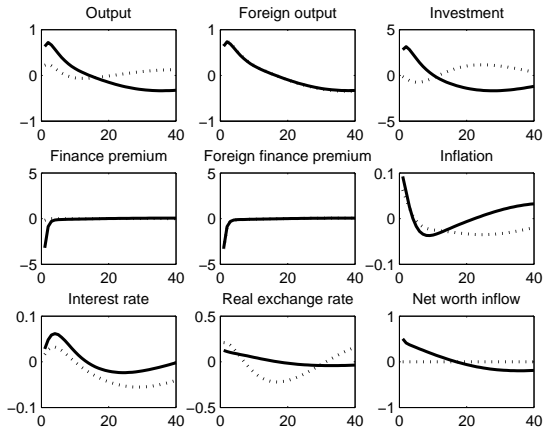 Output
Foreign output
Investment
1
0
−1
0 20 40
1
0
−1
0 20 40
5
0
−5
0 20 40
Finance premium
Foreign finance premium
Inflation
5
0
−5
0 20 40
5
0
−5
0 20 40
0.1
0
−0.1
0 20 40
Interest rate
Real exchange rate
Net worth inflow
0.1
0
−0.1
0 20 40
0.5
0
−0.5
0 20 40
1
0
−1
0 20 40